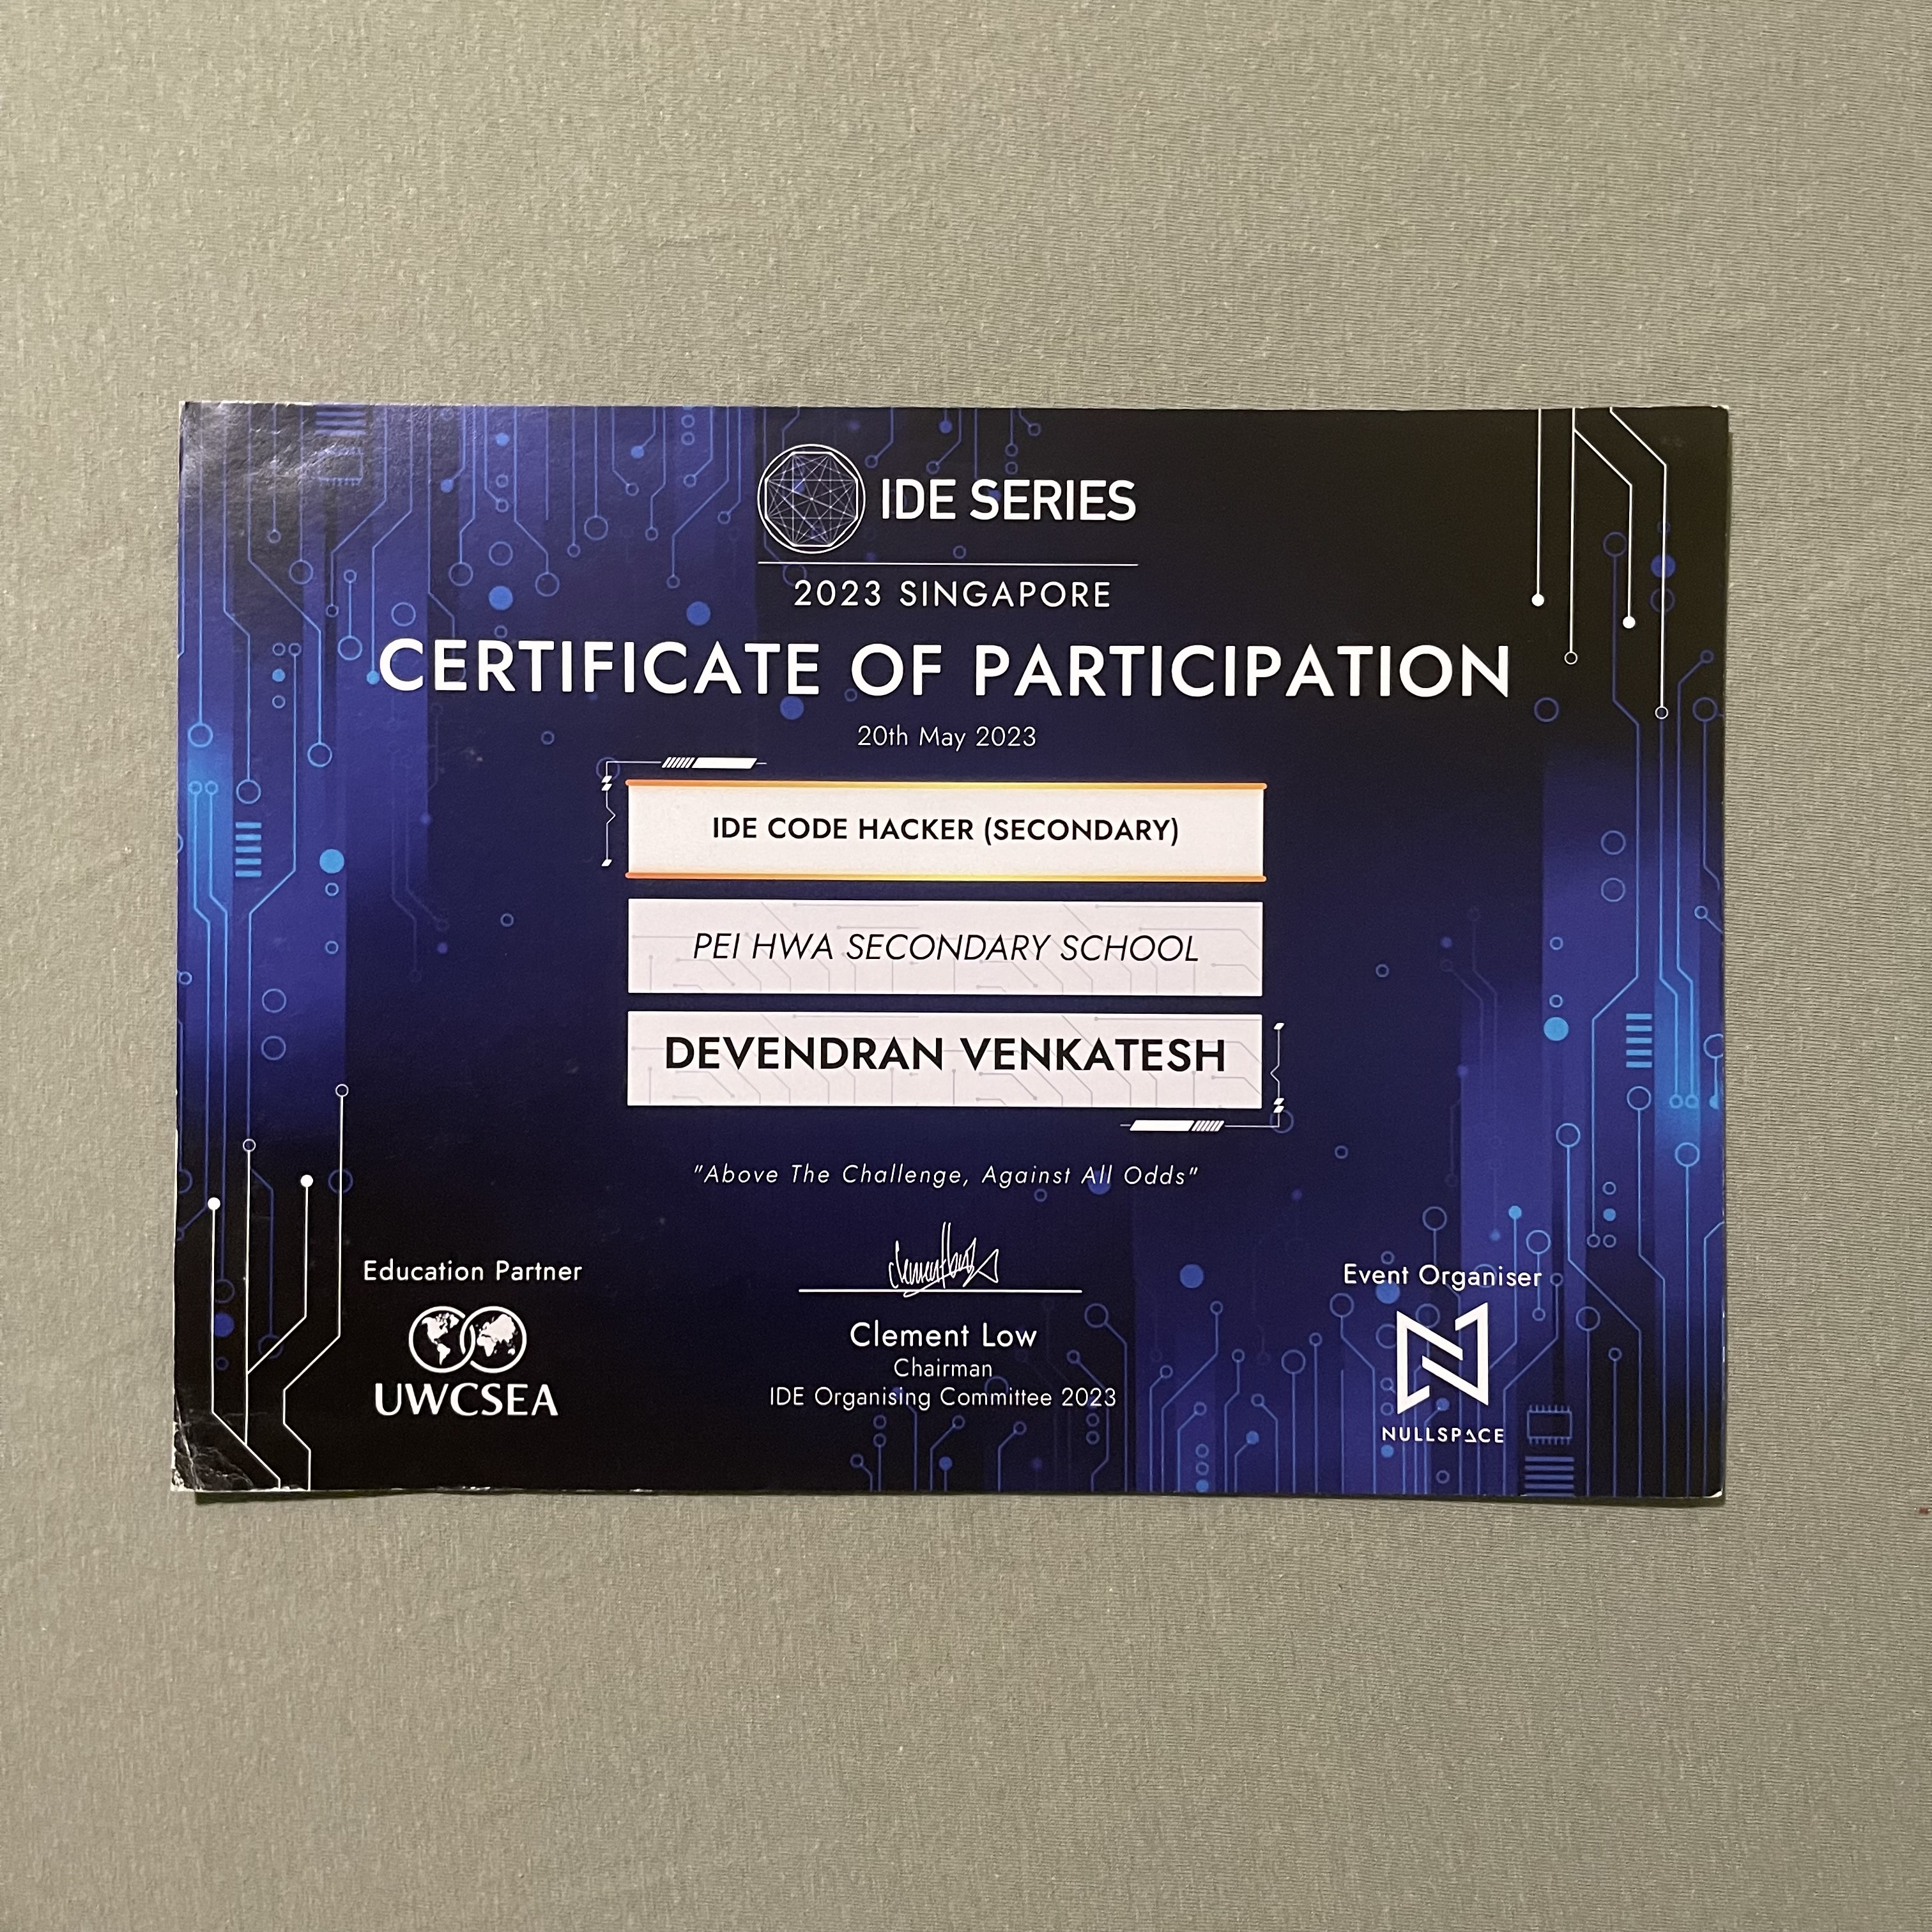 IDE SERIES
2023 SINGAPORE
CERTIFICATE OF PARTICIPATION
20th May 2023
IDE CODE HACKER (SECONDARY)
PEI HWA SECONDARY SCHOOL
DEVENDRAN VENKATESH
"Above The Challenge, Against All Odds"
Education Partner
UWCSEA
Clement Low
Chairman
IDE Organising Committee 2023
Event Organiser
NULLSPACE